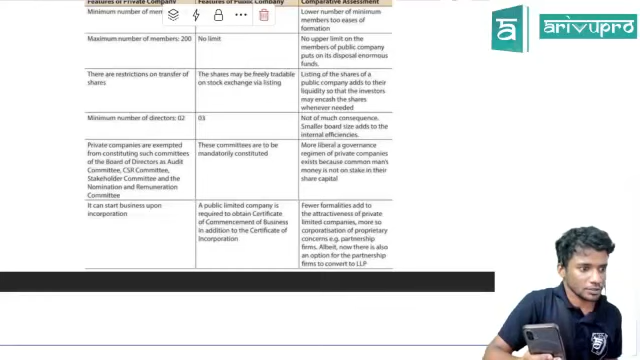 Features of Private Company Features of Public Company Comparative Assessment
Minimum number of mem Lower number of minimum
members too eases of
formation
Maximum number of members: 200 No limit No upper limit on the
members of public company
puts on its disposal enormous
funds.
There are restrictions on transfer of The shares may be freely tradable Listing of the shares of a
shares on stock exchange via listing public company adds to their
liquidity so that the investors
may encash the shares
whenever needed
Minimum number of directors: 02 03 Not of much consequence.
Smaller board size adds to the
internal efficiencies.
Private companies are exempted These committees are to be More liberal a governance
from constituting such committees mandatorily constituted regimen of private companies
of the Board of Directors as Audit exists because common man's
Committee, CSR Committee, money is not on stake in their
Stakeholder Committee and the share capital
Nomination and Remuneration
Committee
It can start business upon A public limited company is Fewer formalities add to
incorporation required to obtain Certificate the attractiveness of private
of Commencement of Business limited companies, more so
in addition to the Certificate of corporatisation of proprietary
Incorporation concerns e.g. partnership
firms. Albeit, now there is also
an option for the partnership
firms to convert to LLP
arivupro